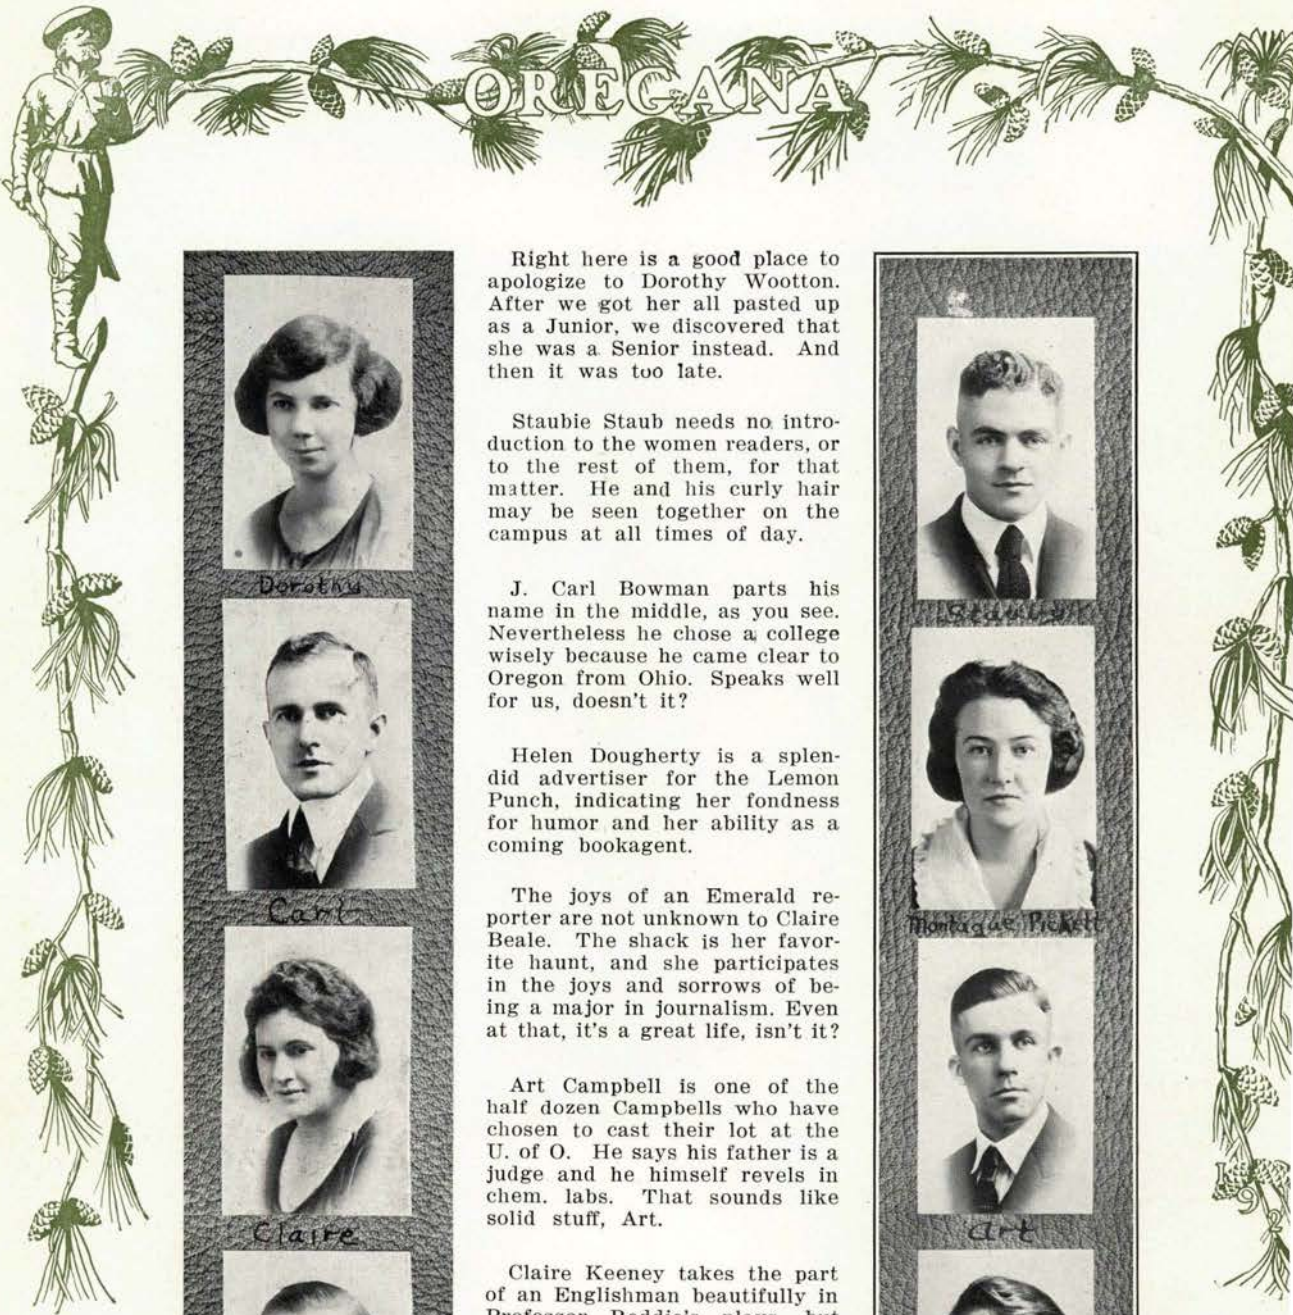 OREGANA
Right here is a good place to
apologize to Dorothy Wootton.
After we got her all pasted up
as a Junior, we discovered that
she was a Senior instead. And
then it was too late.
Staubie Staub needs no intro-
duction to the women readers, or
to the rest of them, for that
matter. He and his curly hair
may be seen together on the
campus at all times of day.
J. Carl Bowman parts his
name in the middle, as you see.
Nevertheless he chose a college
wisely because he came clear to
Oregon from Ohio. Speaks well
for us, doesn't it?
Helen Dougherty is a splen-
did advertiser for the Lemon
Punch, indicating her fondness
for humor and her ability as a
coming bookagent.
The joys of an Emerald re-
porter are not unknown to Claire
Beale. The shack is her favor-
ite haunt, and she participates
in the joys and sorrows of be-
ing a major in journalism. Even
at that, it's a great life, isn't it?
Art Campbell is one of the
half dozen Campbells who have
chosen to cast their lot at the
U. of O. He says his father is a
judge and he himself revels in
chem. labs. That sounds like
solid stuff, Art.
Claire Keeney takes the part
of an Englishman beautifully in
Dorothy
Carl
Claire
Montague Pickett
Art
192